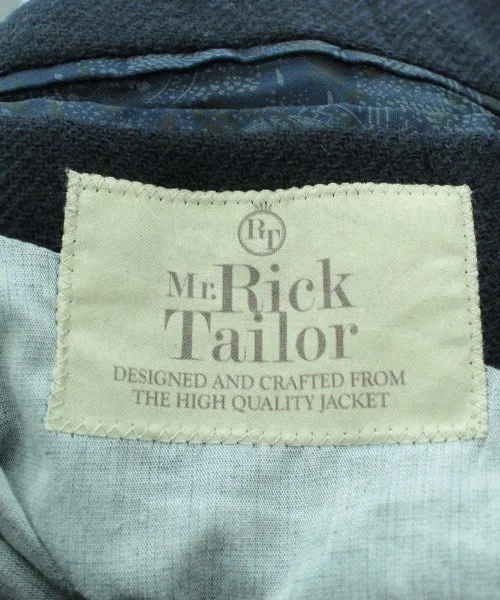 RT
Mr. Rick
Tailor
DESIGNED AND CRAFTED FROM
THE HIGH QUALITY JACKET